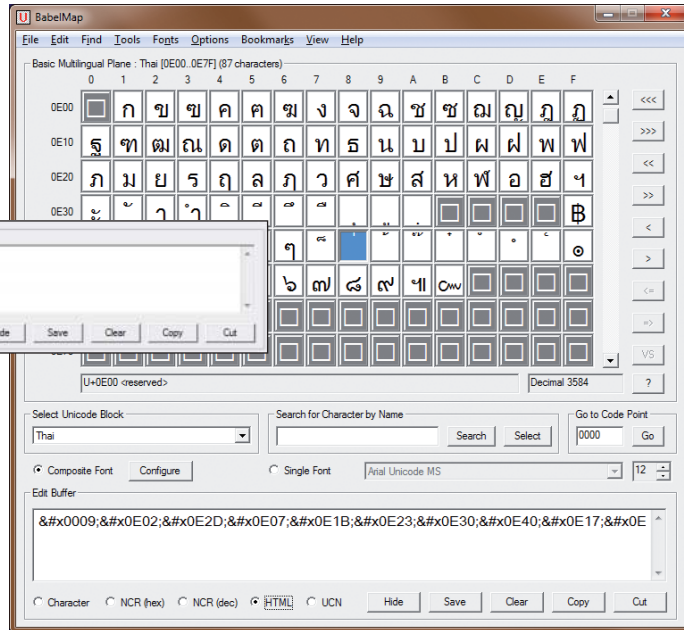 BabelMap
File Edit Find Tools Fonts Options Bookmarks View Help
Basic Multilingual Plane : Thai [0E00..0E7F] (87 characters)
0 1 2 3 4 5 6 7 8 9 A B C D E F
0E00 ก ข ฃ ค ฅ ฆ ง จ ฉ ช ซ ฌ ญ ฎ ฏ
<<<
0E10 ฐ ฑ ฒ ณ ด ต ถ ท ธ น บ ป ผ ฝ พ ฟ
>>>
0E20 ภ ม ย ร ฤ ล ฦ ว ศ ษ ส ห ฬ อ ฮ ฯ
<<
>>
0E30 ะ ั า ำ ิ ี ึ ื ุ ู ฺ ฿
<
ๆ ็ ่ ้ ๊ ๋ ์ ํ ๎ ๏
>
๖ ๗ ๘ ๙ ๚ ๛
<=
=>
Save Clear Copy Cut
VS
U+0E00 <reserved> Decimal 3584 ?
Select Unicode Block Search for Character by Name Go to Code Point
Thai Search Select 0000 Go
Composite Font Configure Single Font Arial Unicode MS 12
Edit Buffer
&#x0009;&#x0E02;&#x0E2D;&#x0E07;&#x0E1B;&#x0E23;&#x0E30;&#x0E40;&#x0E17;&#x0E
Character NCR (hex) NCR (dec) HTML UCN Hide Save Clear Copy Cut